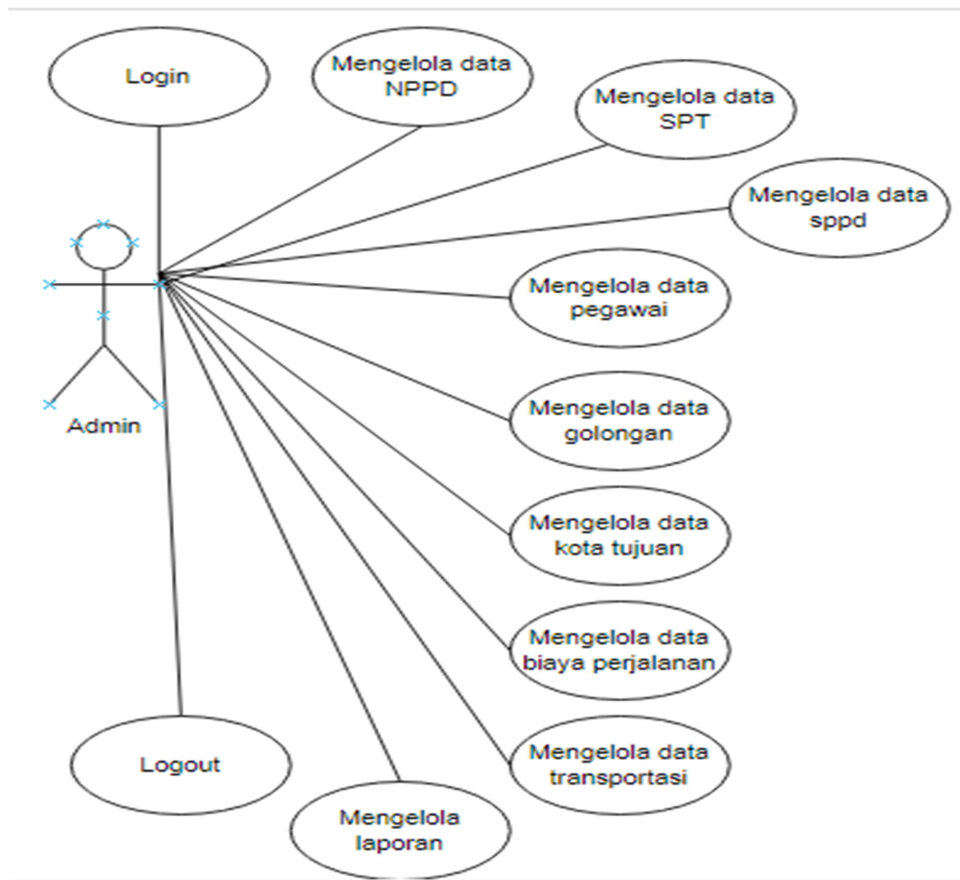 Login
Mengelola data
NPPD
Mengelola data
SPT
Mengelola data
sppd
Mengelola data
pegawai
Admin
Mengelola data
golongan
Mengelola data
kota tujuan
Mengelola data
biaya perjalanan
Mengelola data
transportasi
Logout
Mengelola
laporan